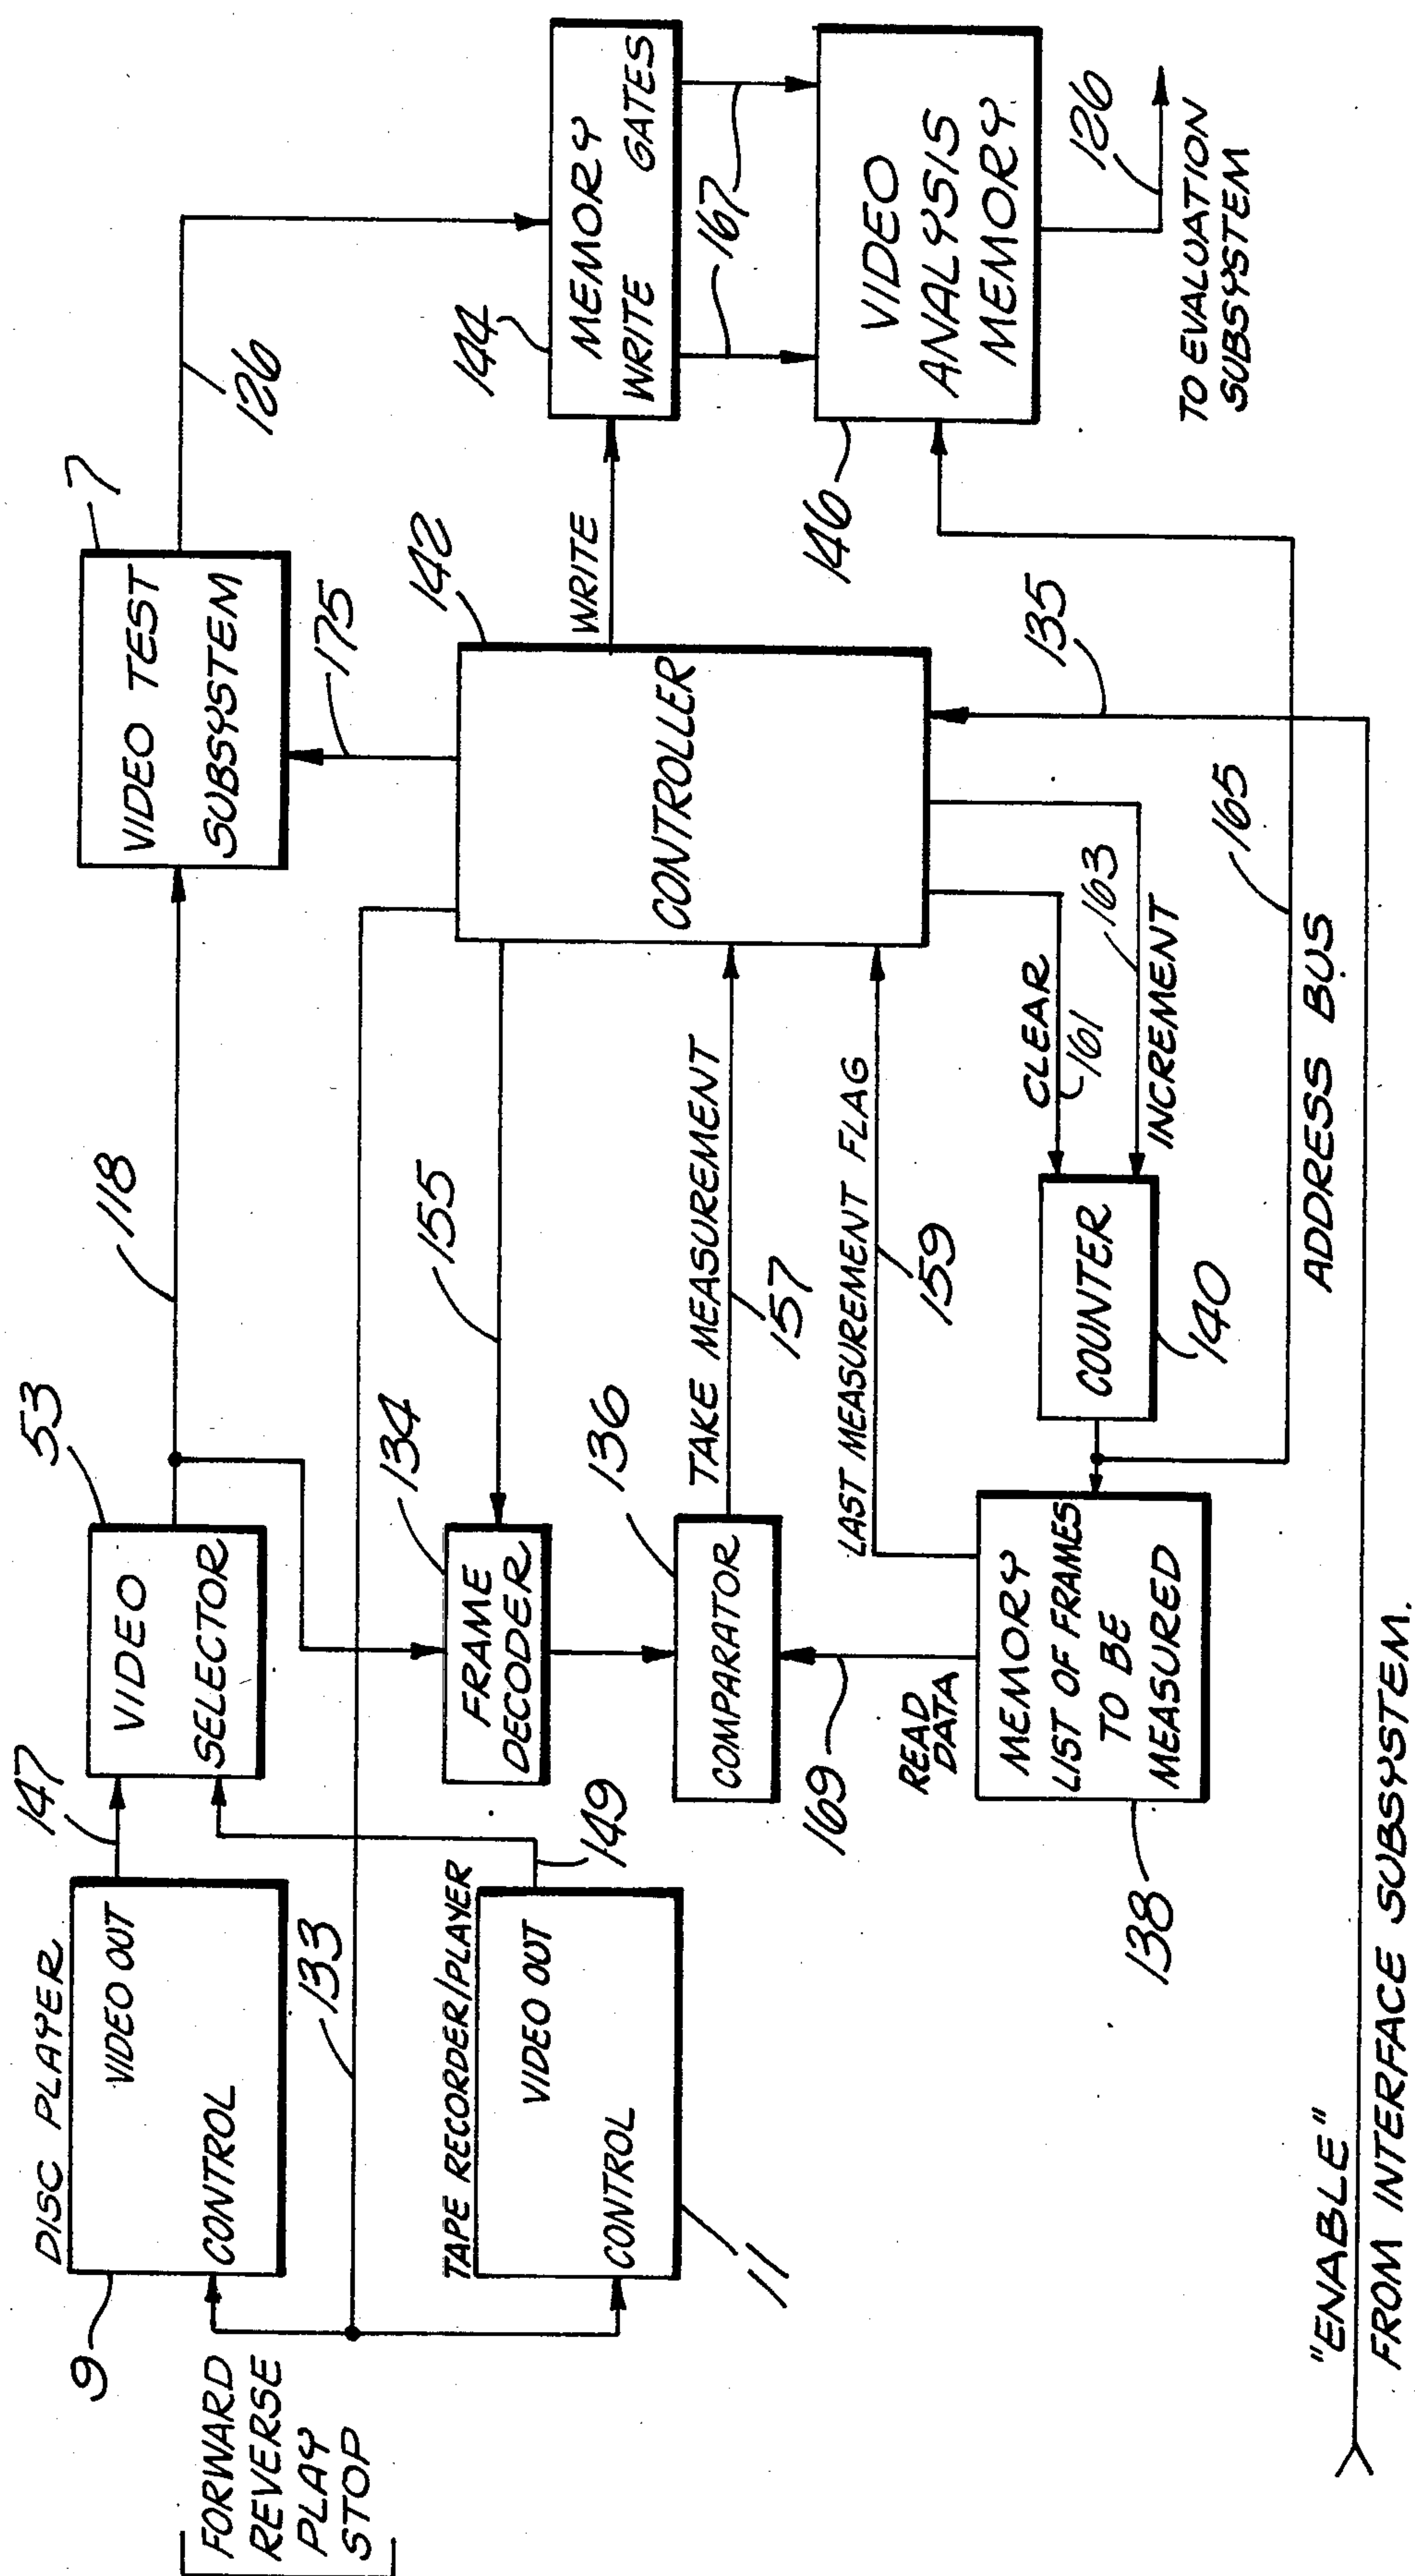 FORWARD
REVERSE
PLAY
STOP
9
DISC PLAYER
VIDEO OUT
CONTROL
147
133
TAPE RECORDER/PLAYER
VIDEO OUT
CONTROL
11
149
53
VIDEO
SELECTOR
118
VIDEO TEST
SUBSYSTEM
7
126
175
134
FRAME
DECODER
155
136
COMPARATOR
TAKE MEASUREMENT
157
169
READ
DATA
MEMORY
LIST OF FRAMES
TO BE
MEASURED
138
LAST MEASUREMENT FLAG
159
CONTROLLER
142
WRITE
144
MEMORY
WRITE GATES
167
146
VIDEO
ANALYSIS
MEMORY.
126
TO EVALUATION
SUBSYSTEM
CLEAR
161
163
INCREMENT
COUNTER
140
135
165
ADDRESS BUS
"ENABLE"
FROM INTERFACE SUBSYSTEM.